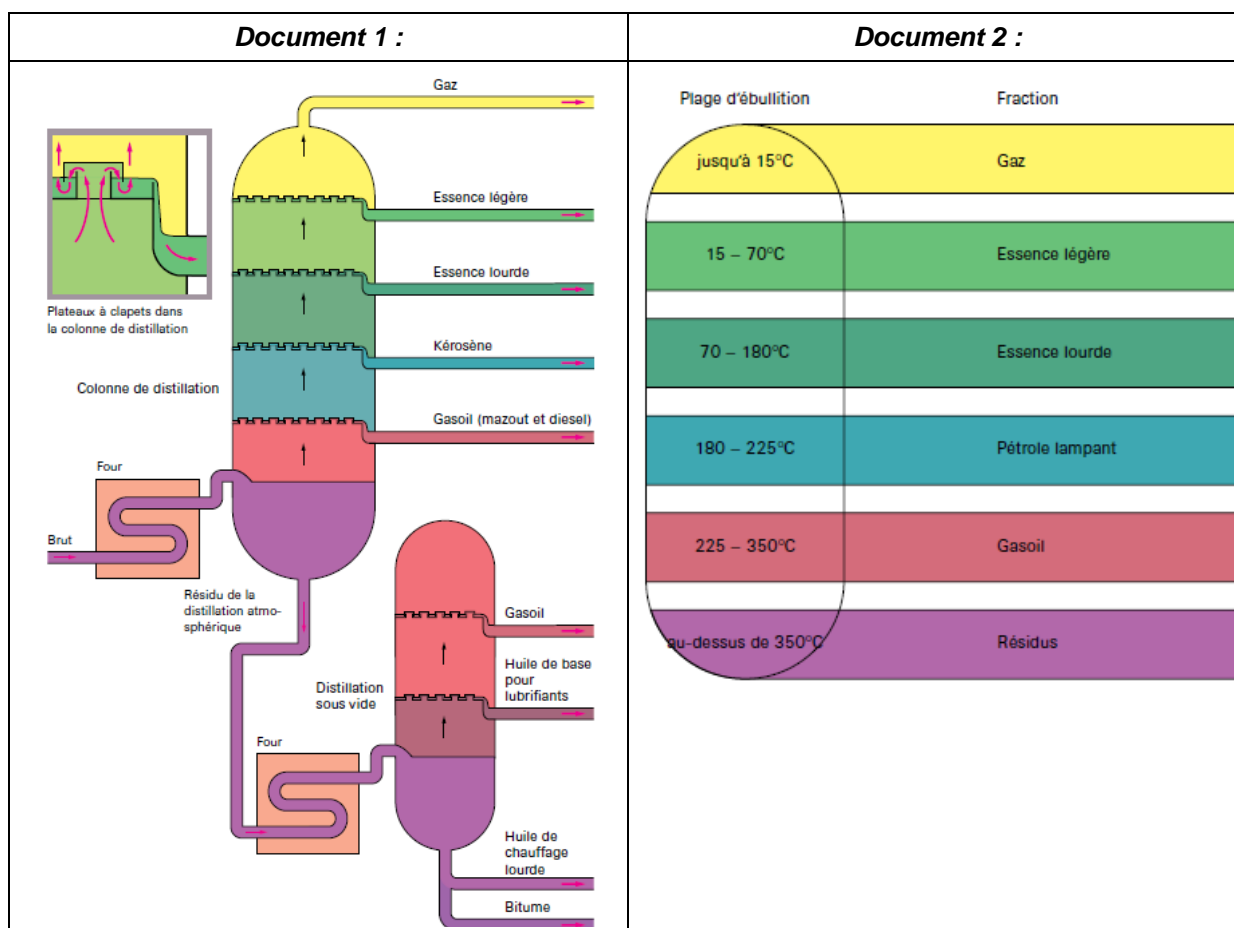 Document 1 :
Gaz
Essence légère
Essence lourde
Plateaux à clapets dans
la colonne de distillation
Kérosène
Colonne de distillation
Gasoil (mazout et diesel)
Four
Brut
Résidu de la
distillation atmo-
sphérique
Gasoil
Huile de base
pour
lubrifiants
Distillation
sous vide
Four
Huile de
chauffage
lourde
Bitume
Document 2 :
Plage d'ébullition Fraction
jusqu'à 15°C Gaz
15 – 70°C Essence légère
70 – 180°C Essence lourde
180 – 225°C Pétrole lampant
225 – 350°C Gasoil
au-dessus de 350°C Résidus